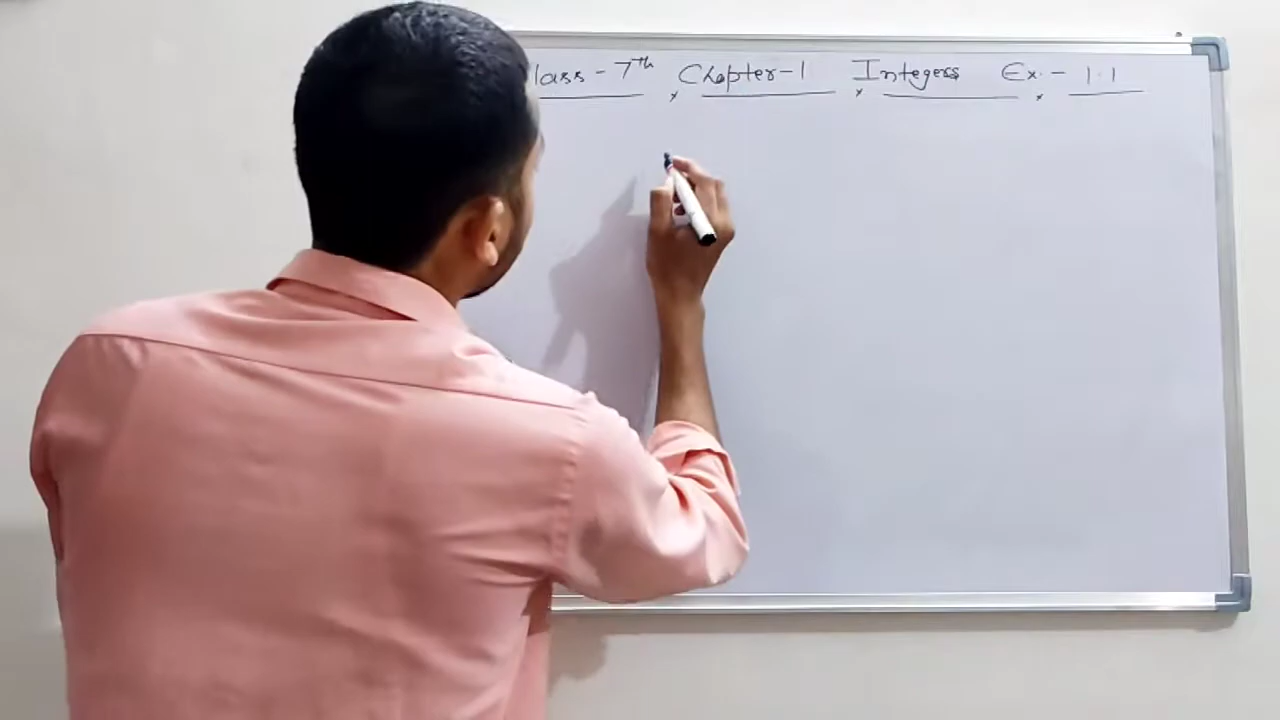 lass - 7th Chapter - 1 Integers Ex. - 1.1